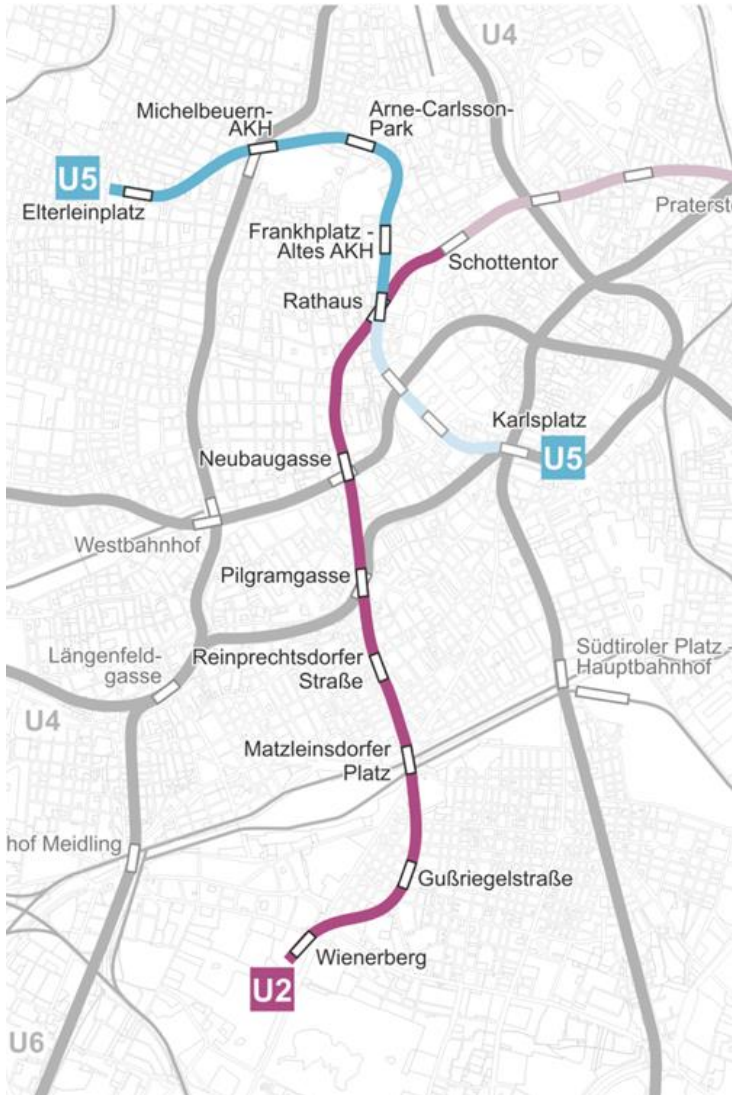 U4
Michelbeuern-
AKH
Arne-Carlsson-
Park
U5
Elterleinplatz
Praterste
Frankhplatz -
Altes AKH
Schottentor
Rathaus
Karlsplatz
U5
Neubaugasse
Westbahnhof
Pilgramgasse
Längenfeld-
gasse
Reinprechtsdorfer
Straße
Südtiroler Platz -
Hauptbahnhof
U4
Matzleinsdorfer
Platz
hof Meidling
Gußriegelstraße
Wienerberg
U2
U6